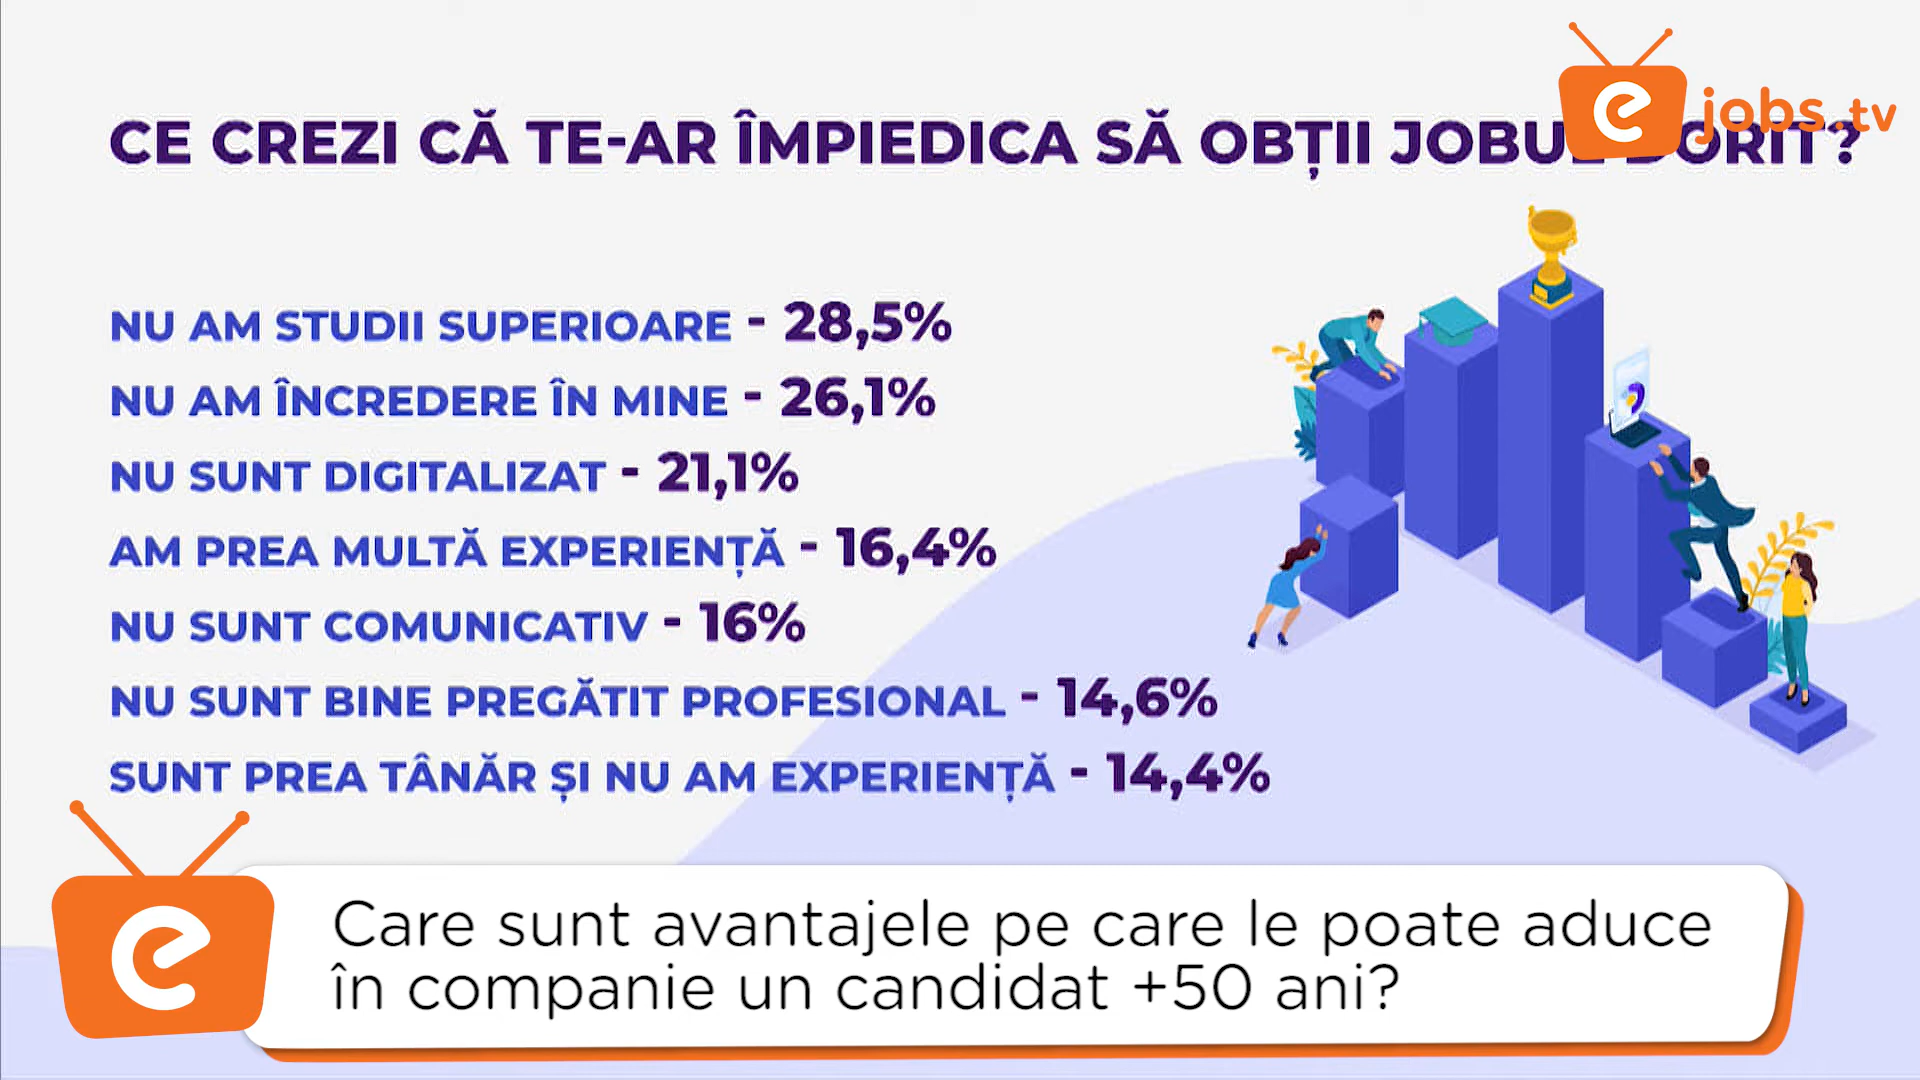 CE CREZI CĂ TE-AR ÎMPIEDICA SĂ OBȚII JOBUL DORIT?
e jobs.tv
NU AM STUDII SUPERIOARE - 28,5%
NU AM ÎNCREDERE ÎN MINE - 26,1%
NU SUNT DIGITALIZAT - 21,1%
AM PREA MULTĂ EXPERIENȚĂ - 16,4%
NU SUNT COMUNICATIV - 16%
NU SUNT BINE PREGĂTIT PROFESIONAL - 14,6%
SUNT PREA TÂNĂR ȘI NU AM EXPERIENȚĂ - 14,4%
e
Care sunt avantajele pe care le poate aduce
în companie un candidat +50 ani?